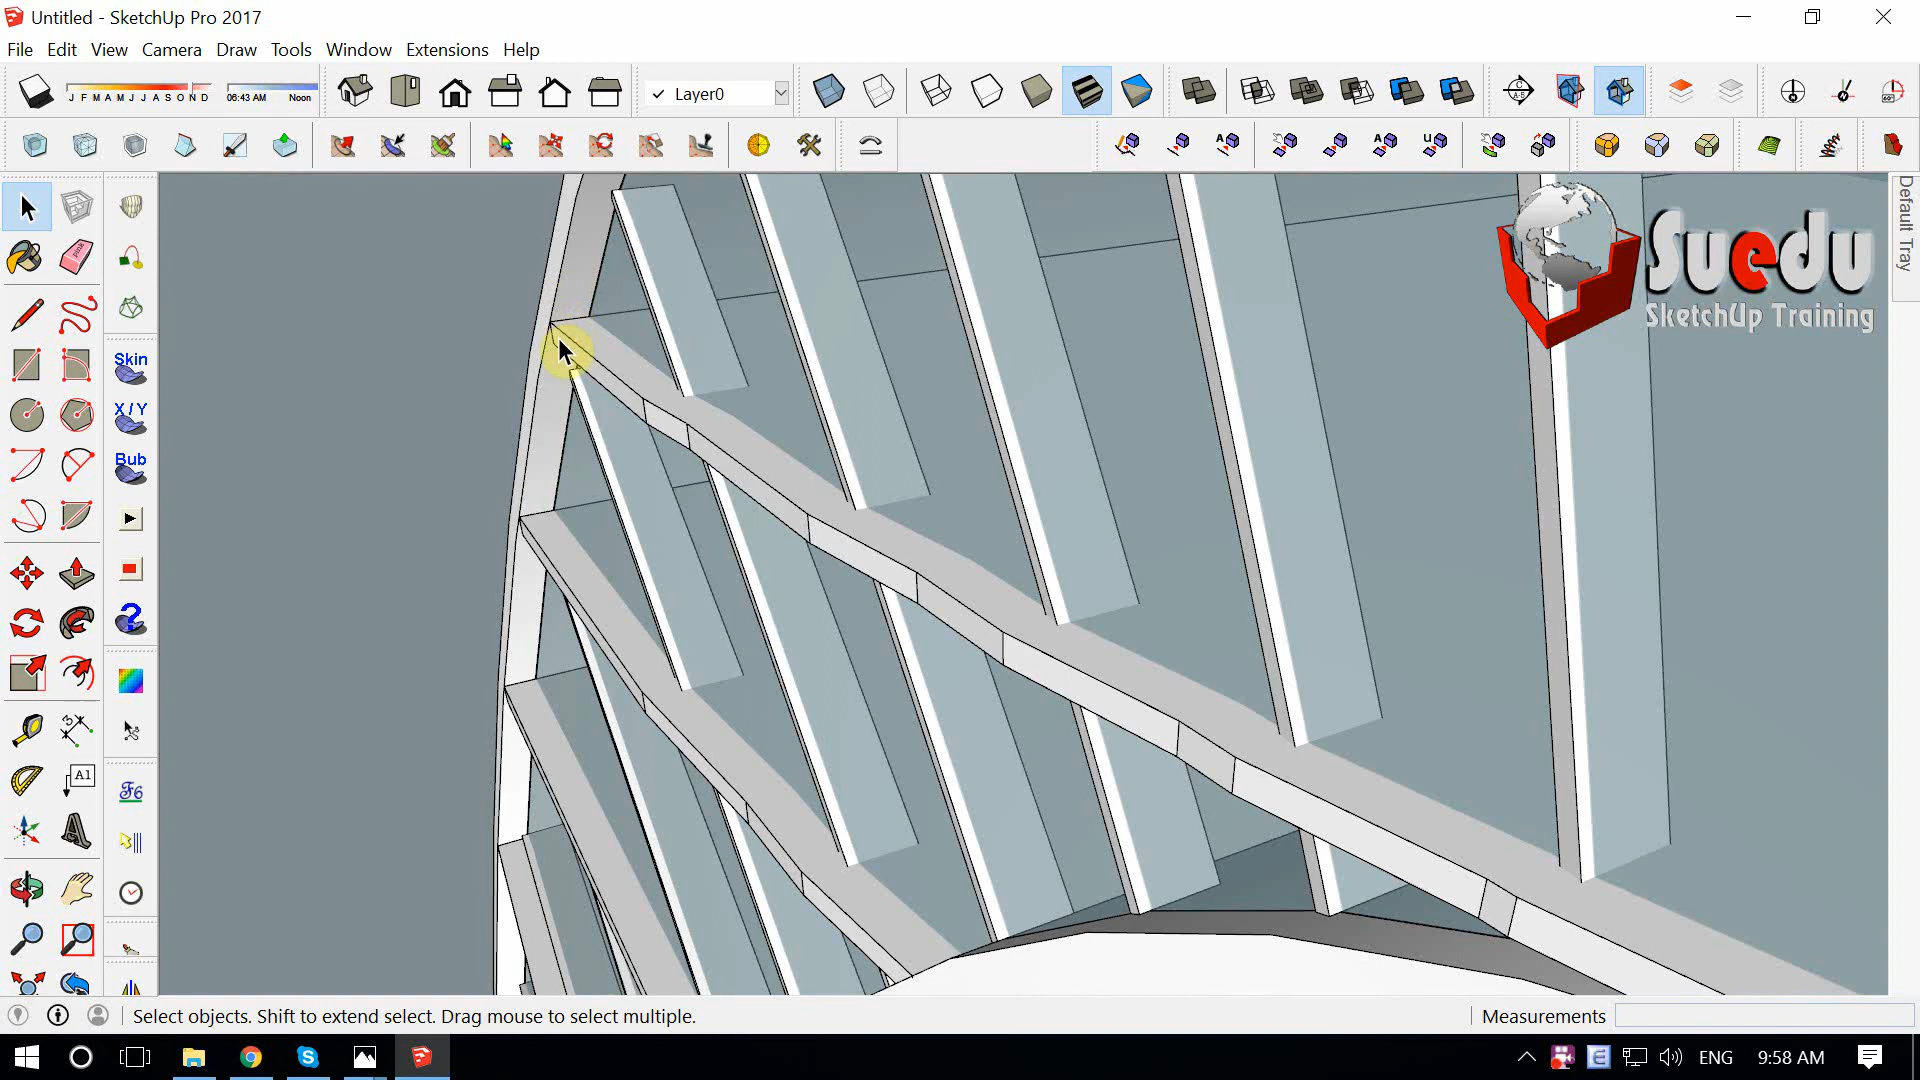 Untitled - SketchUp Pro 2017
File Edit View Camera Draw Tools Window Extensions Help
J F M A M J J A S O N D
06:43 AM Noon
Layer0
Default Tray
Suedu
SketchUp Training
Skin
X/Y
Bub
A1
F6
Select objects. Shift to extend select. Drag mouse to select multiple.
Measurements
ENG
9:58 AM